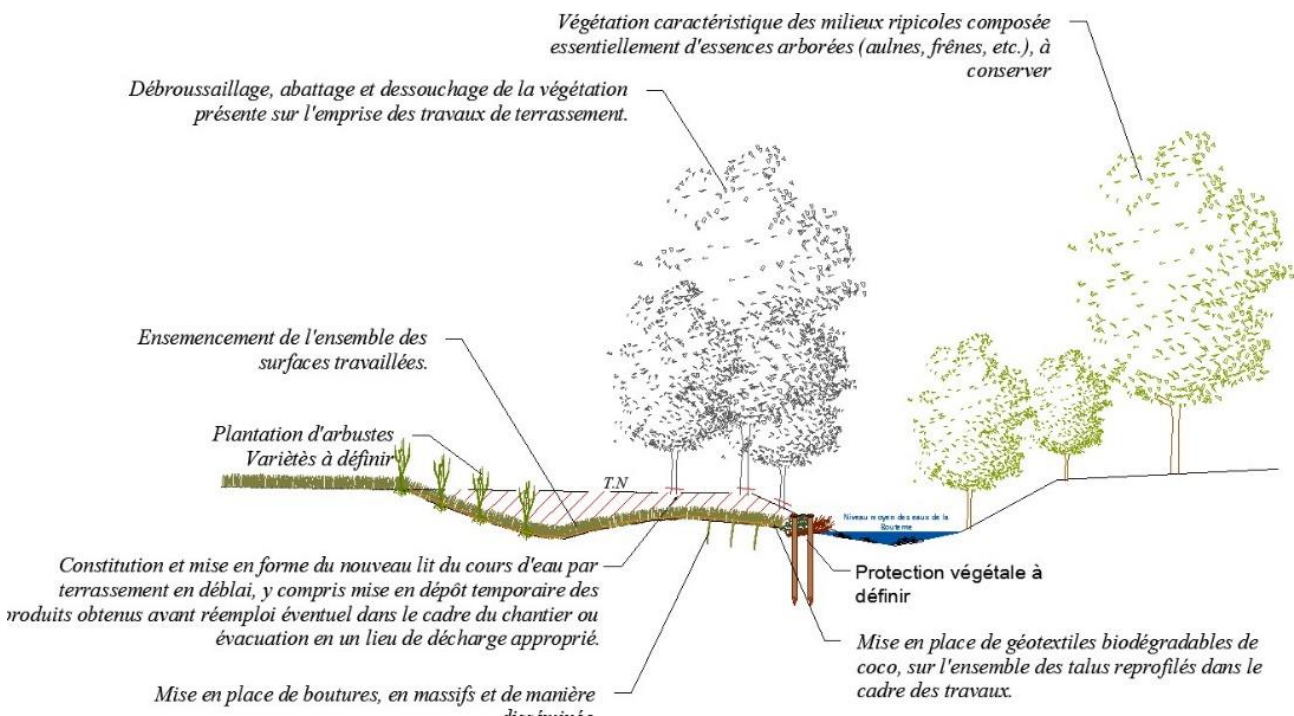 Végétation caractéristique des milieux ripicoles composée
essentiellement d'essences arborées (aulnes, frênes, etc.), à
conserver
Débroussaillage, abattage et dessouchage de la végétation
présente sur l'emprise des travaux de terrassement.
Ensemencement de l'ensemble des
surfaces travaillées.
Plantation d'arbustes
Variètès à définir
T.N
Niveau moyen des eaux de la
Constitution et mise en forme du nouveau lit du cours d'eau par
terrassement en déblai, y compris mise en dépôt temporaire des
produits obtenus avant réemploi éventuel dans le cadre du chantier ou
évacuation en un lieu de décharge approprié.
Protection végétale à
définir
Mise en place de géotextiles biodégradables de
coco, sur l'ensemble des talus reprofilés dans le
cadre des travaux.
Mise en place de boutures, en massifs et de manière